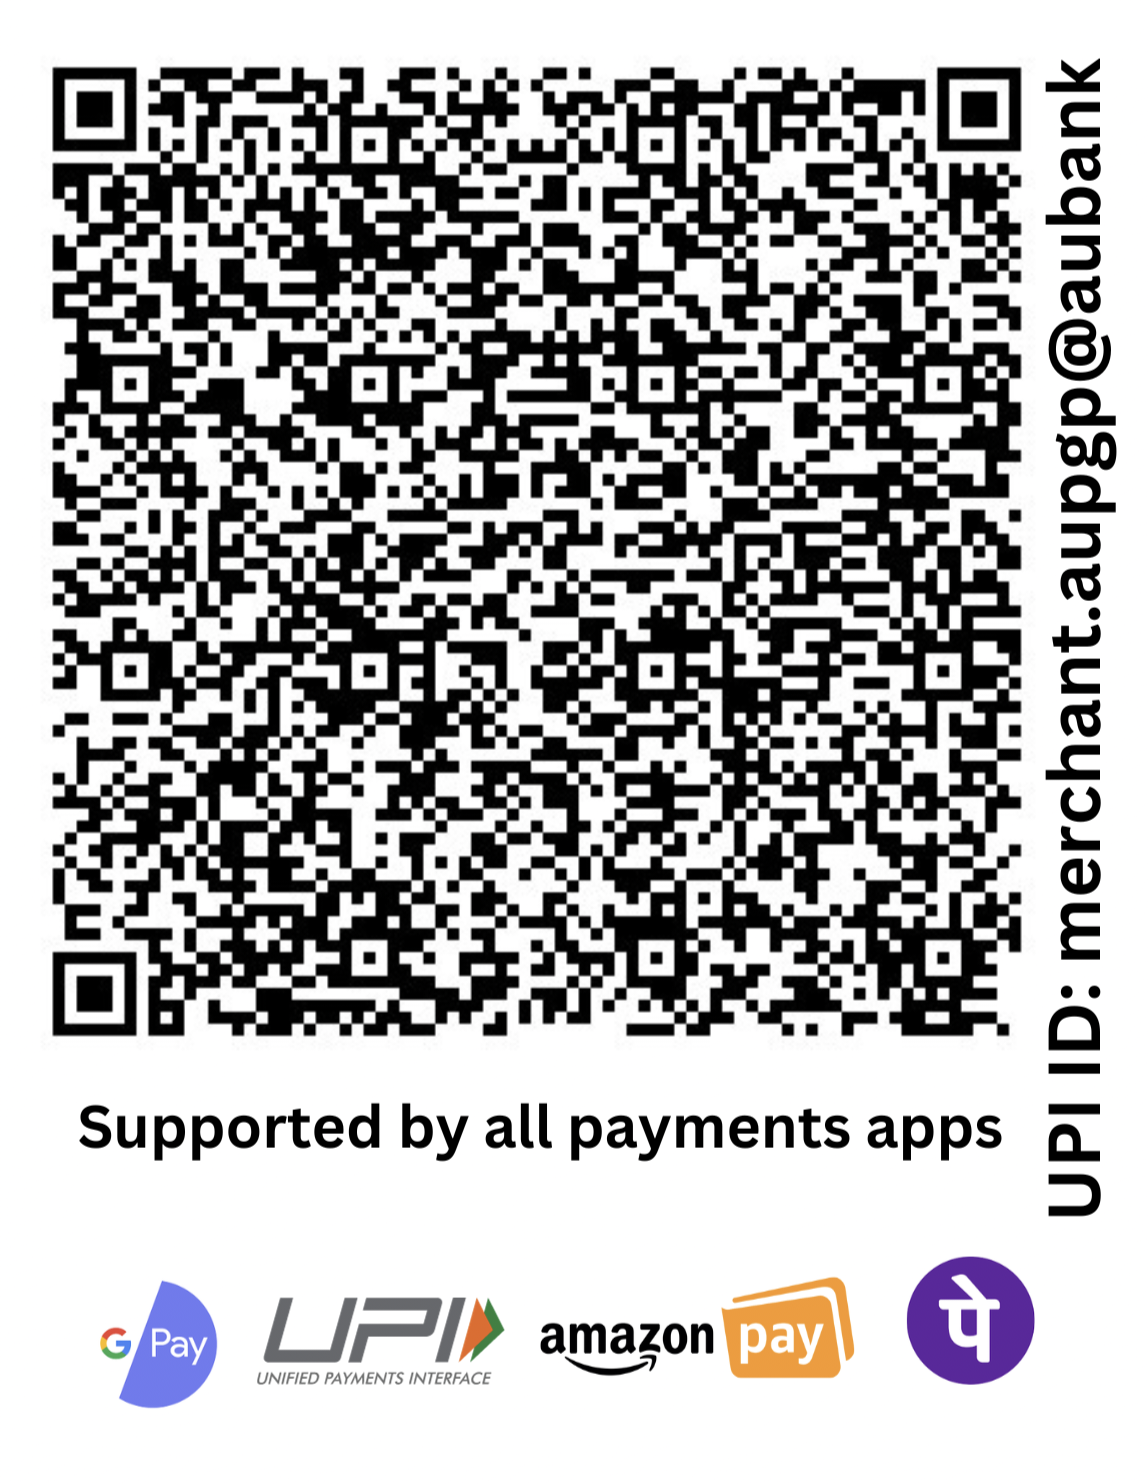 UPI ID: merchant.aupgp@aubank
Supported by all payments apps
G Pay
UPI
UNIFIED PAYMENTS INTERFACE
amazon pay
पे